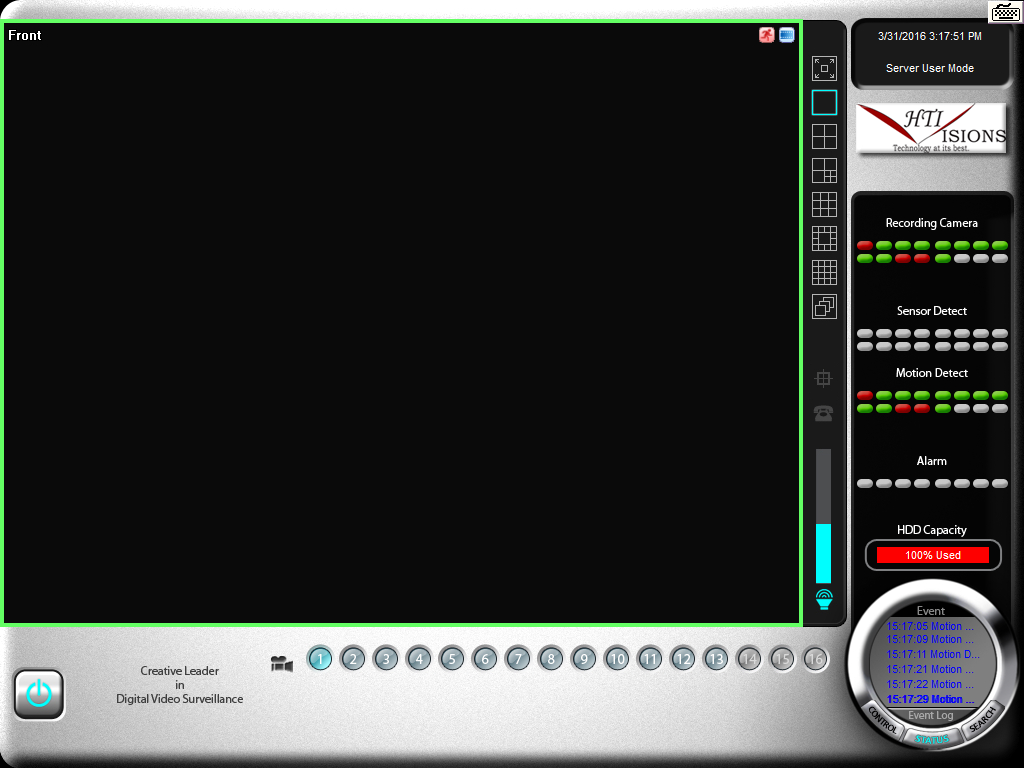 Front
3/31/2016 3:17:51 PM
Server User Mode
HTI
VISIONS
Technology at its best.
Recording Camera
Sensor Detect
Motion Detect
Alarm
HDD Capacity
100% Used
Event
15:17:05 Motion ...
15:17:09 Motion ...
15:17:11 Motion D...
15:17:21 Motion ...
15:17:22 Motion ...
15:17:29 Motion ...
Event Log
CONTROL
STATUS
SEARCH
1 2 3 4 5 6 7 8 9 10 11 12 13 14 15 16
Creative Leader
in
Digital Video Surveillance